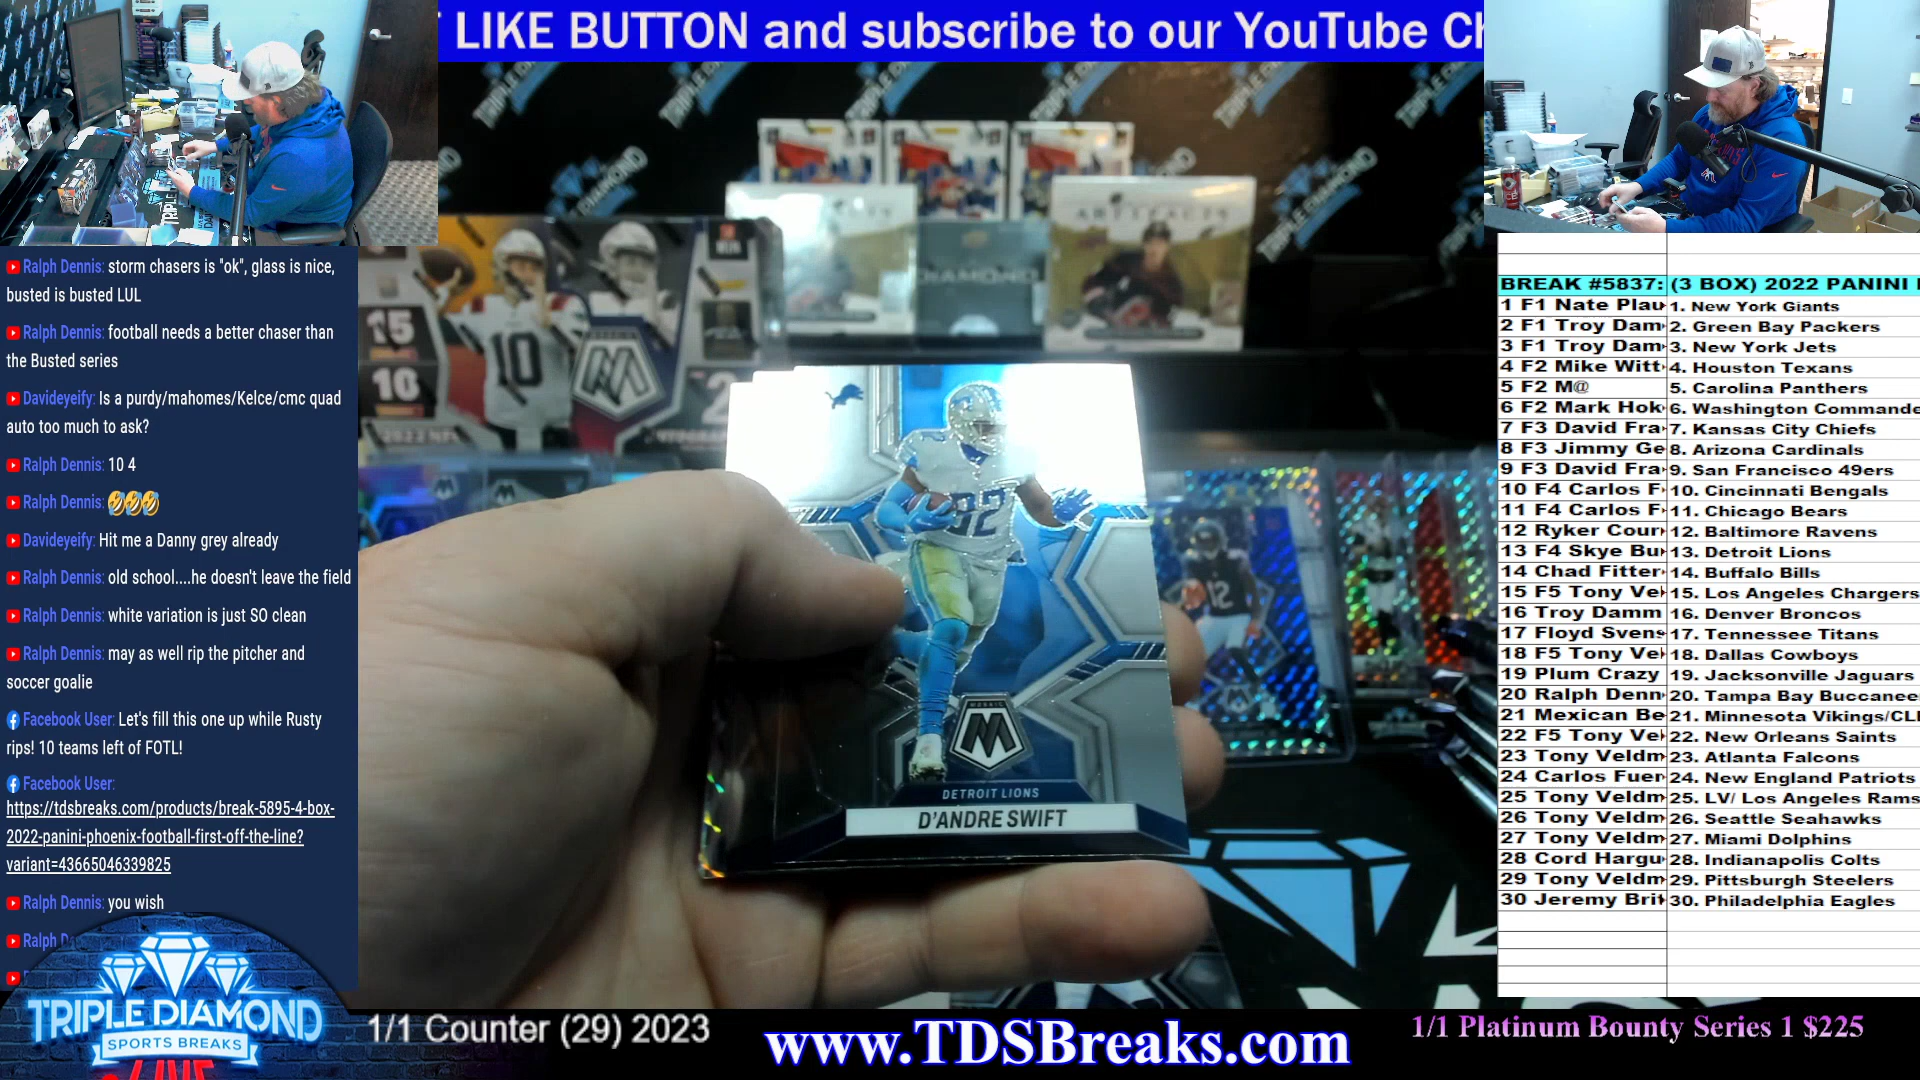 LIKE BUTTON and subscribe to our YouTube Ch
Ralph Dennis: storm chasers is "ok", glass is nice,
busted is busted LUL
Ralph Dennis: football needs a better chaser than
the Busted series
Davideyeify: Is a purdy/mahomes/Kelce/cmc quad
auto too much to ask?
Ralph Dennis: 10 4
Ralph Dennis: 🤣🤣🤣
Davideyeify: Hit me a Danny grey already
Ralph Dennis: old school....he doesn't leave the field
Ralph Dennis: white variation is just SO clean
Ralph Dennis: may as well rip the pitcher and
soccer goalie
Facebook User: Let's fill this one up while Rusty
rips! 10 teams left of FOTL!
Facebook User:
https://tdsbreaks.com/products/break-5895-4-box-
2022-panini-phoenix-football-first-off-the-line?
variant=43665046339825
Ralph Dennis: you wish
Ralph D
TRIPLE DIAMOND
SPORTS BREAKS
LIVE
15
10
10
2022 NFL
DIAMOND
ARTIFACTS
12
32
MOSAIC
M
DETROIT LIONS
D'ANDRE SWIFT
BREAK #5837: (3 BOX) 2022 PANINI
1 F1 Nate Plau 1. New York Giants
2 F1 Troy Dam 2. Green Bay Packers
3 F1 Troy Dam 3. New York Jets
4 F2 Mike Witt 4. Houston Texans
5 F2 M@ 5. Carolina Panthers
6 F2 Mark Hok 6. Washington Commande
7 F3 David Fra 7. Kansas City Chiefs
8 F3 Jimmy Ge 8. Arizona Cardinals
9 F3 David Fra 9. San Francisco 49ers
10 F4 Carlos F 10. Cincinnati Bengals
11 F4 Carlos F 11. Chicago Bears
12 Ryker Cour 12. Baltimore Ravens
13 F4 Skye Bu 13. Detroit Lions
14 Chad Fitter 14. Buffalo Bills
15 F5 Tony Vel 15. Los Angeles Chargers
16 Troy Damm 16. Denver Broncos
17 Floyd Svens 17. Tennessee Titans
18 F5 Tony Vel 18. Dallas Cowboys
19 Plum Crazy 19. Jacksonville Jaguars
20 Ralph Denn 20. Tampa Bay Buccanee
21 Mexican Be 21. Minnesota Vikings/CLE
22 F5 Tony Vel 22. New Orleans Saints
23 Tony Veldm 23. Atlanta Falcons
24 Carlos Fuer 24. New England Patriots
25 Tony Veldm 25. LV/ Los Angeles Rams
26 Tony Veldm 26. Seattle Seahawks
27 Tony Veldm 27. Miami Dolphins
28 Cord Hargu 28. Indianapolis Colts
29 Tony Veldm 29. Pittsburgh Steelers
30 Jeremy Brit 30. Philadelphia Eagles
1/1 Counter (29) 2023
www.TDSBreaks.com
1/1 Platinum Bounty Series 1 $225